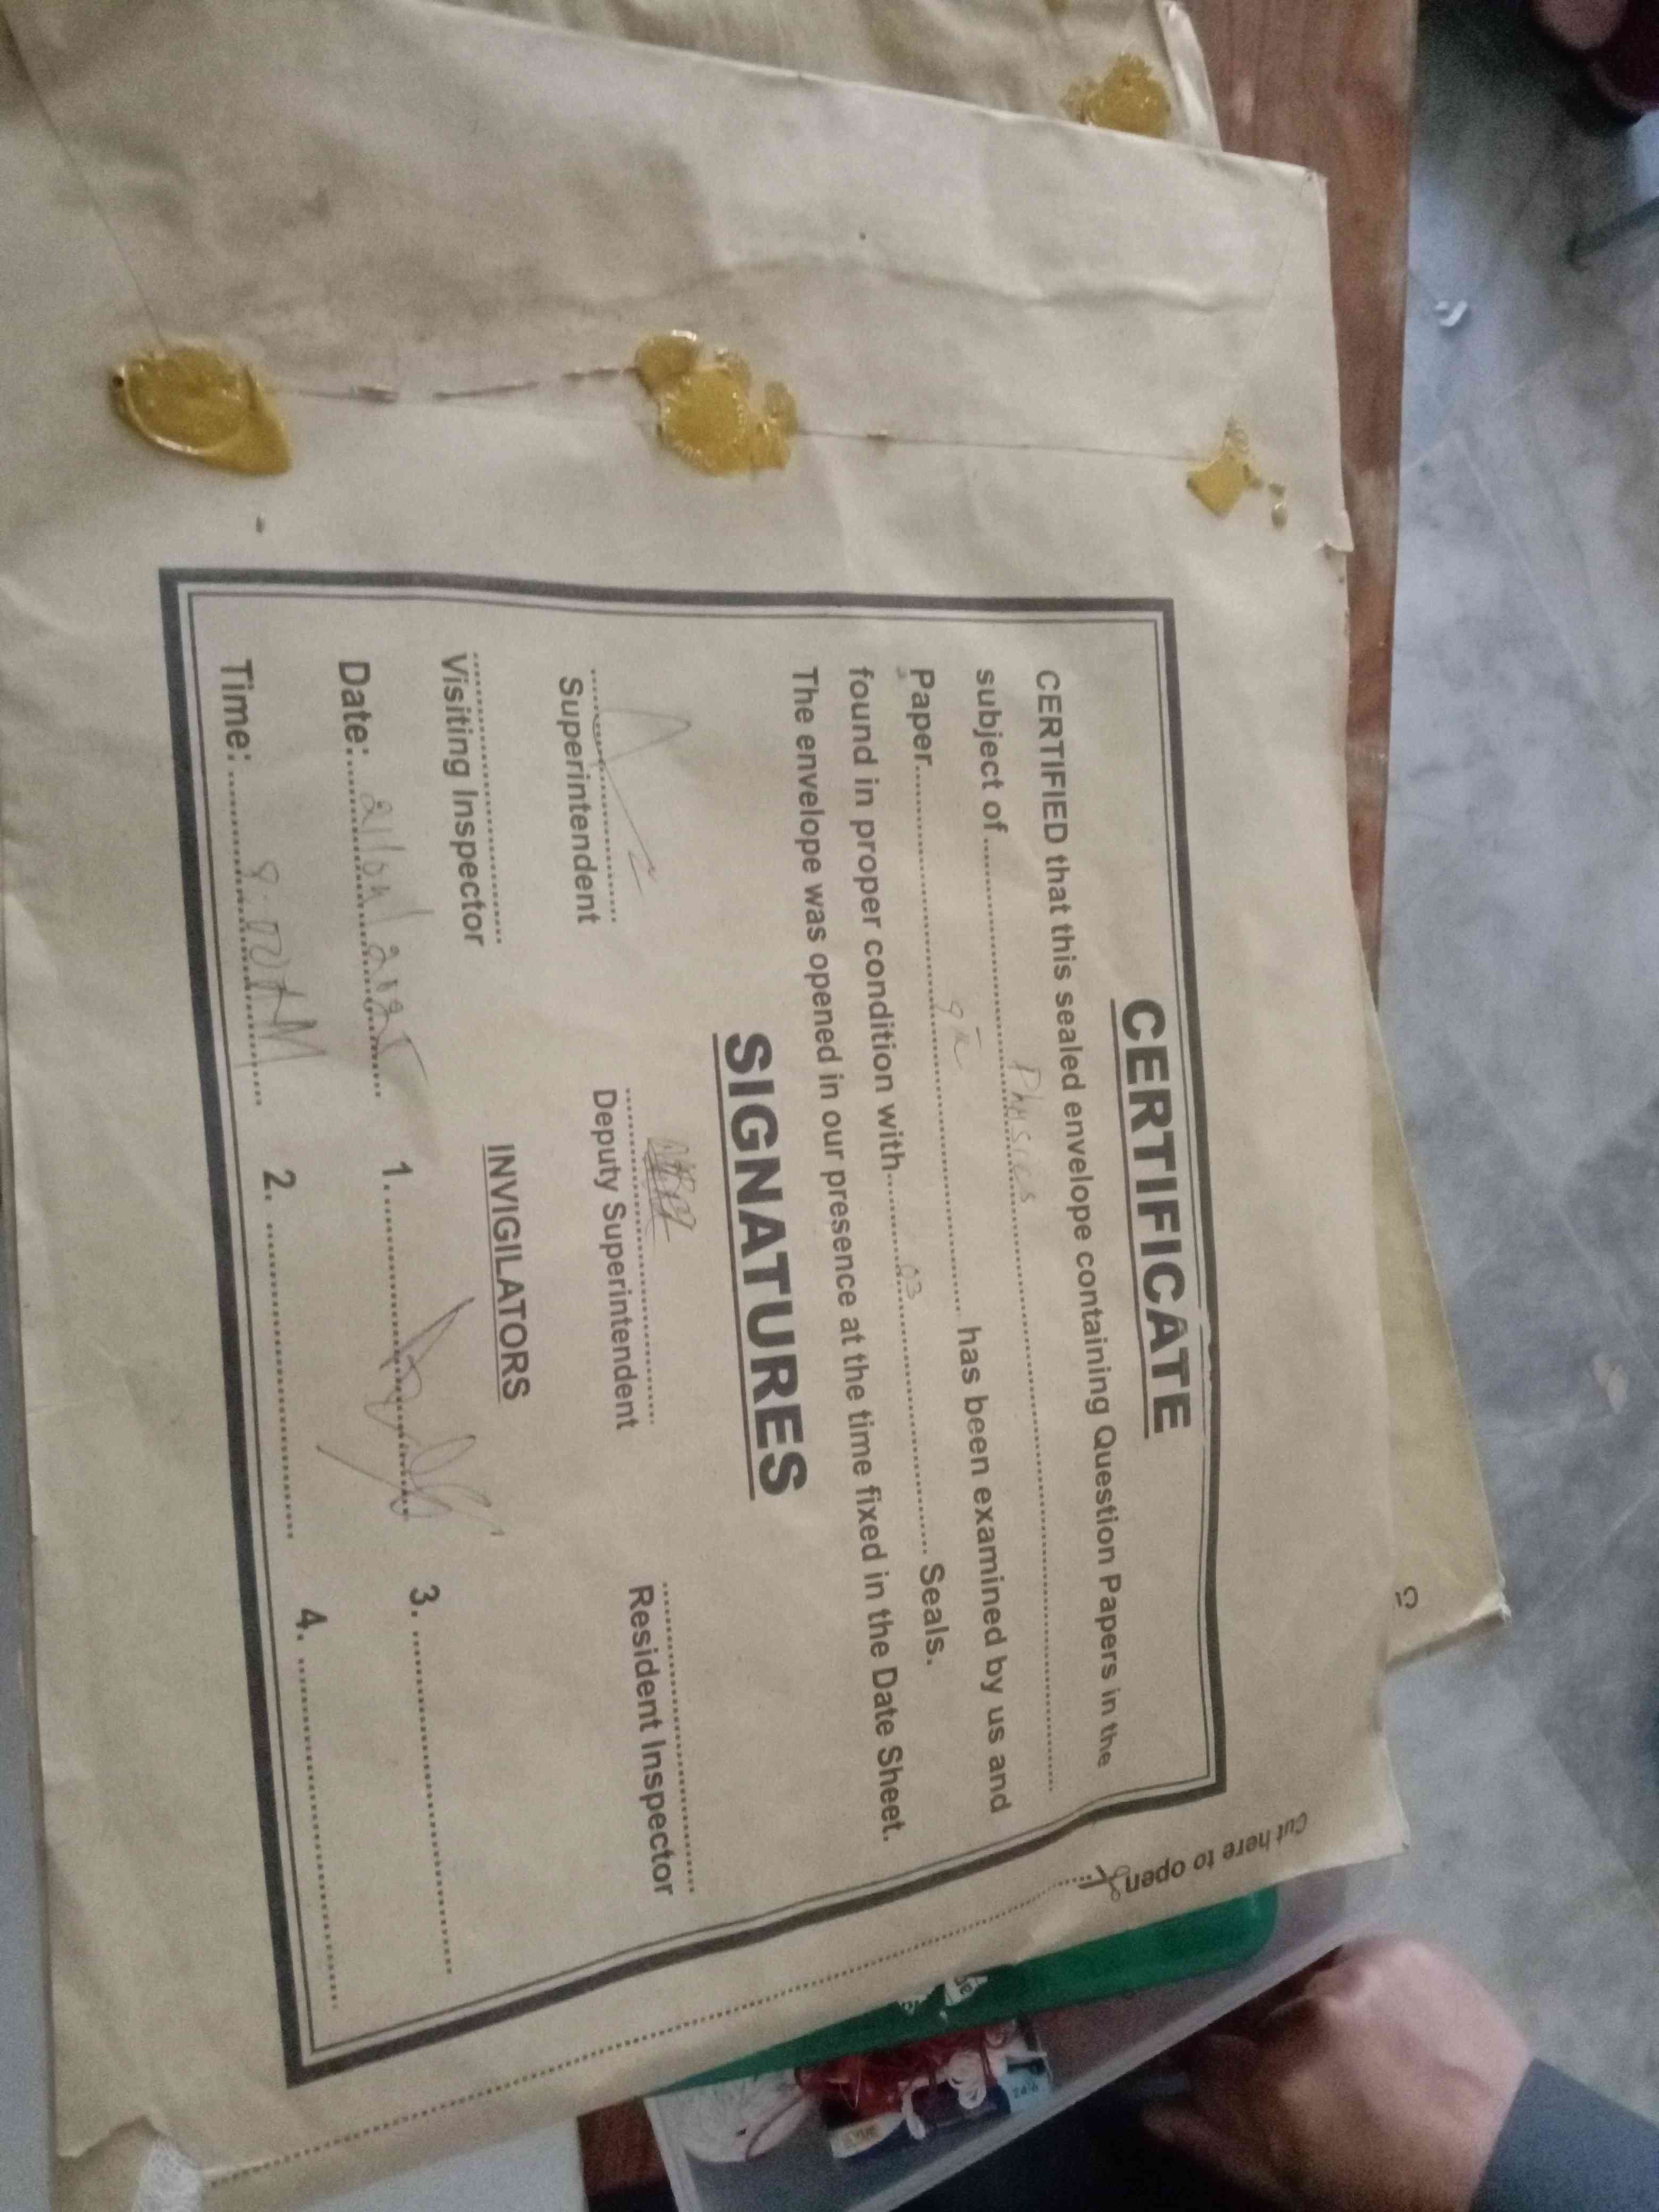 CERTIFICATE
CERTIFIED that this sealed envelope containing Question Papers in the
subject of.......... Physics ..........
Paper.......... has been examined by us and
found in proper condition with.......... 03 .......... Seals.
The envelope was opened in our presence at the time fixed in the Date Sheet.
SIGNATURES
Superintendent
Deputy Superintendent
Resident Inspector
Visiting Inspector
INVIGILATORS
Date:..........
1...........
3. ..........
Time:..........
2. ..........
4. ..........
Cut here to open
Cu